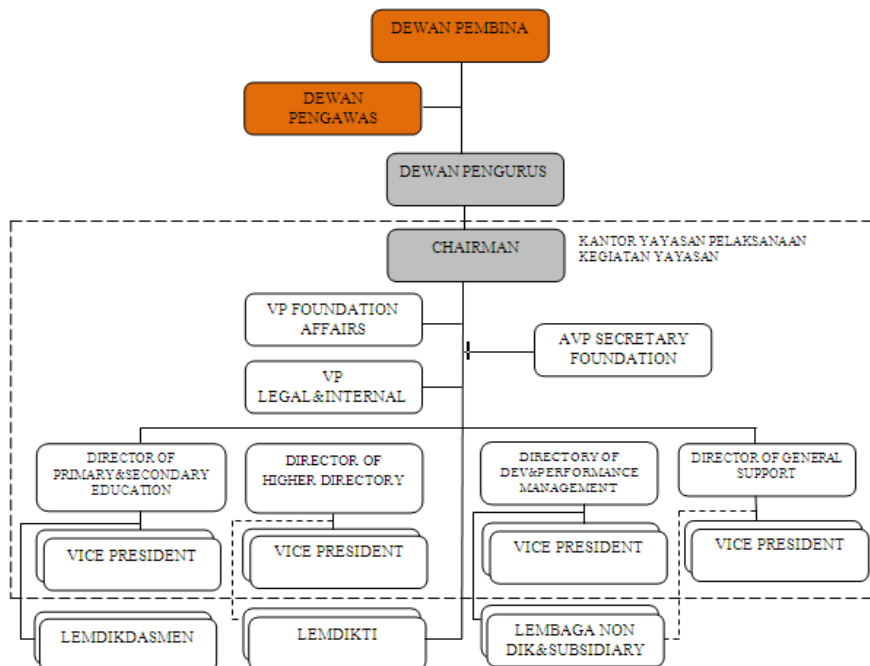 DEWAN PEMBINA
DEWAN
PENGAWAS
DEWAN PENGURUS
CHAIRMAN
KANTOR YAYASAN PELAKSANAAN
KEGIATAN YAYASAN
VP FOUNDATION
AFFAIRS
AVP SECRETARY
FOUNDATION
VP
LEGAL&INTERNAL
DIRECTOR OF
PRIMARY&SECONDARY
EDUCATION
DIRECTOR OF
HIGHER DIRECTORY
DIRECTORY OF
DEV&PERFORMANCE
MANAGEMENT
DIRECTOR OF GENERAL
SUPPORT
VICE PRESIDENT
VICE PRESIDENT
VICE PRESIDENT
VICE PRESIDENT
LEMDIKDASMEN
LEMDIKTI
LEMBAGA NON
DIK&SUBSIDIARY